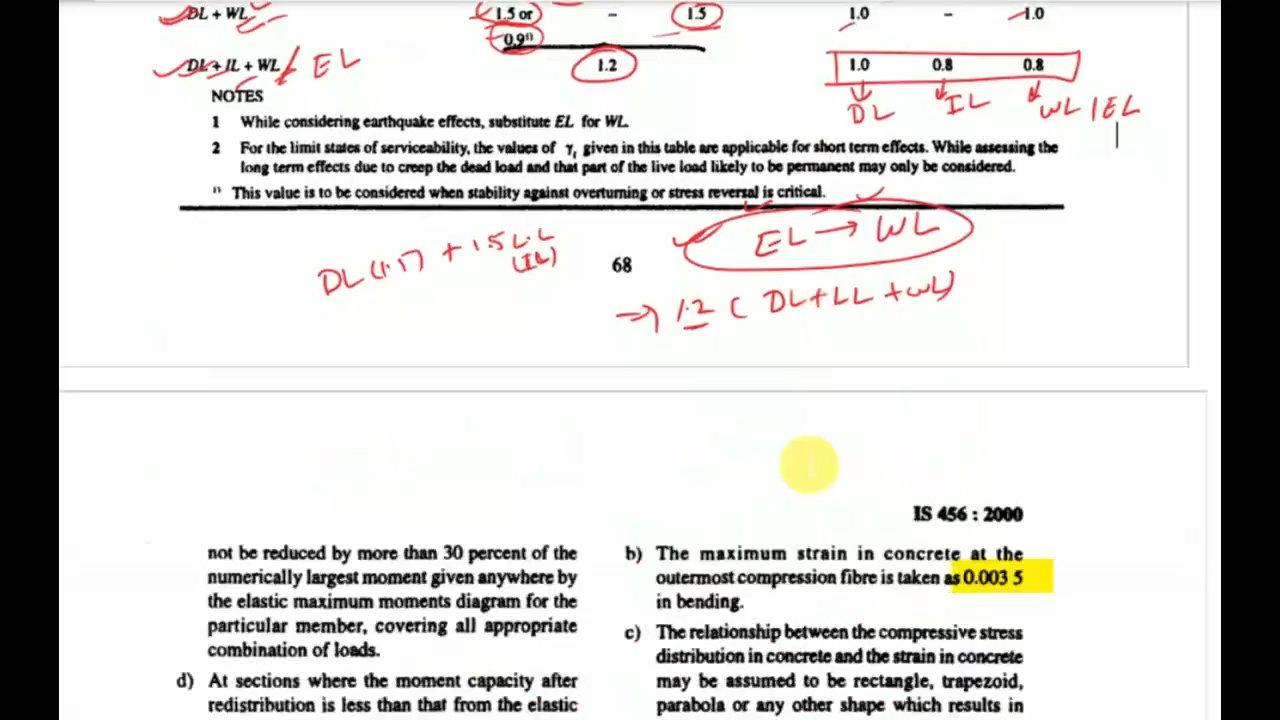 DL + WL 1.5 or – 1.5 1.0 – 1.0
0.9¹⁾
DL + IL + WL / EL 1.2 1.0 0.8 0.8
DL IL WL / EL
NOTES
1 While considering earthquake effects, substitute EL for WL.
2 For the limit states of serviceability, the values of γf given in this table are applicable for short term effects. While assessing the
long term effects due to creep the dead load and that part of the live load likely to be permanent may only be considered.
¹⁾ This value is to be considered when stability against overturning or stress reversal is critical.
EL → WL
DL (1.5) + 1.5 L.L
(IL)
68
→ 1.2 ( DL + LL + WL)
IS 456 : 2000
not be reduced by more than 30 percent of the
numerically largest moment given anywhere by
the elastic maximum moments diagram for the
particular member, covering all appropriate
combination of loads.
d) At sections where the moment capacity after
redistribution is less than that from the elastic
b) The maximum strain in concrete at the
outermost compression fibre is taken as 0.003 5
in bending.
c) The relationship between the compressive stress
distribution in concrete and the strain in concrete
may be assumed to be rectangle, trapezoid,
parabola or any other shape which results in